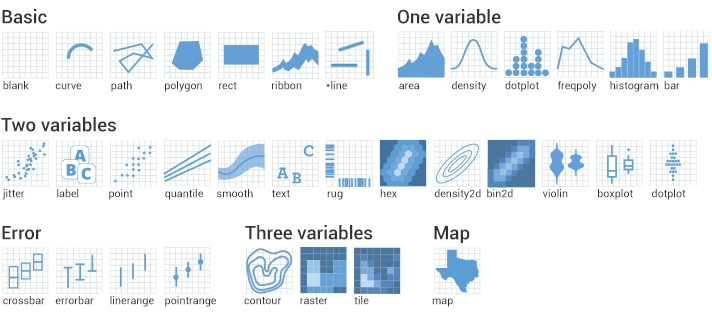 Basic
One variable
blank curve path polygon rect ribbon *line
area density dotplot freqpoly histogram bar
Two variables
A
B C
C
A B
jitter label point quantile smooth text rug hex density2d bin2d violin boxplot dotplot
Error
Three variables
Map
crossbar errorbar linerange pointrange
contour raster tile
map